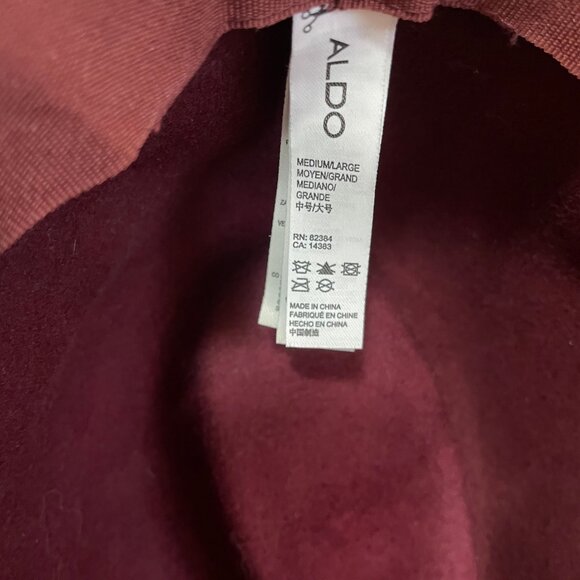 ALDO
MEDIUM/LARGE
MOYEN/GRAND
MEDIANO/
GRANDE
中号/大号
RN: 62384
CA: 14383
MADE IN CHINA
FABRIQUÉ EN CHINE
HECHO EN CHINA
中国制造